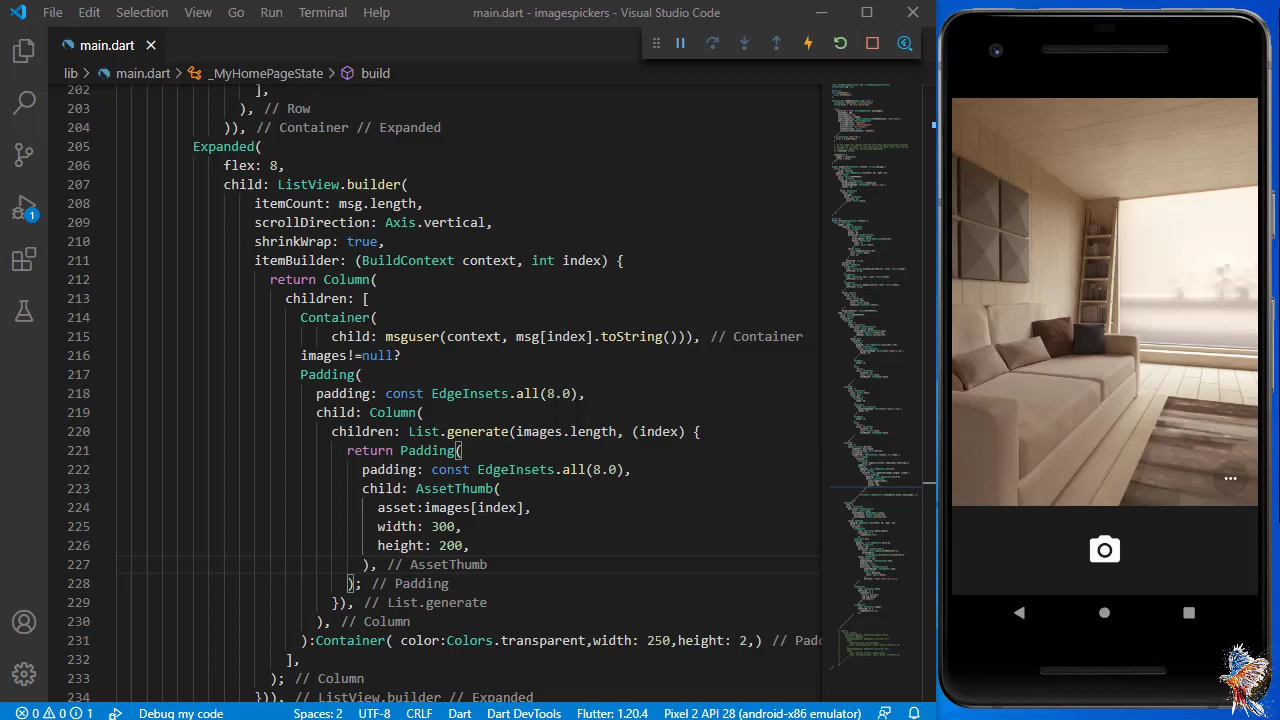 File Edit Selection View Go Run Terminal Help main.dart - imagespickers - Visual Studio Code
main.dart
lib > main.dart > _MyHomePageState > build
202 ],
203 ), // Row
204 )), // Container // Expanded
205 Expanded(
206 flex: 8,
207 child: ListView.builder(
208 itemCount: msg.length,
209 scrollDirection: Axis.vertical,
210 shrinkWrap: true,
211 itemBuilder: (BuildContext context, int index) {
212 return Column(
213 children: [
214 Container(
215 child: msguser(context, msg[index].toString())), // Container
216 images!=null?
217 Padding(
218 padding: const EdgeInsets.all(8.0),
219 child: Column(
220 children: List.generate(images.length, (index) {
221 return Padding(
222 padding: const EdgeInsets.all(8.0),
223 child: AssetThumb(
224 asset:images[index],
225 width: 300,
226 height: 200,
227 ), // AssetThumb
228 ); // Padding
229 }), // List.generate
230 ), // Column
231 ):Container( color:Colors.transparent,width: 250,height: 2,) // Padd
232 ],
233 ); // Column
234 })), // ListView.builder // Expanded
1
0 0 1 Debug my code Spaces: 2 UTF-8 CRLF Dart Dart DevTools Flutter: 1.20.4 Pixel 2 API 28 (android-x86 emulator)